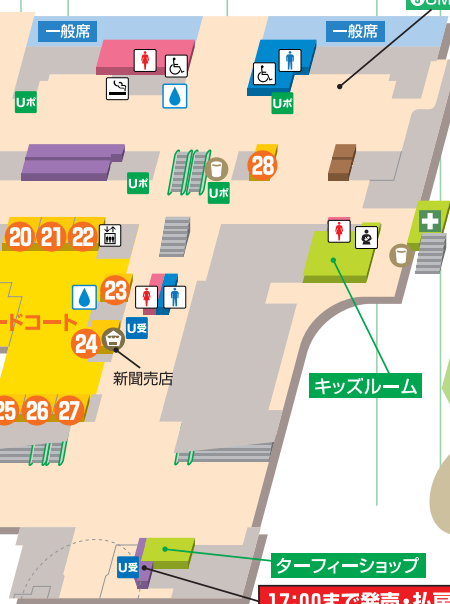 一般席
一般席
Uポ
Uポ
Uポ
Uポ
28
20
21
22
23
Uポ
ードコート
U受
24
新聞売店
キッズルーム
25
26
27
U受
ターフィーショップ
17:00まで発売・払戻